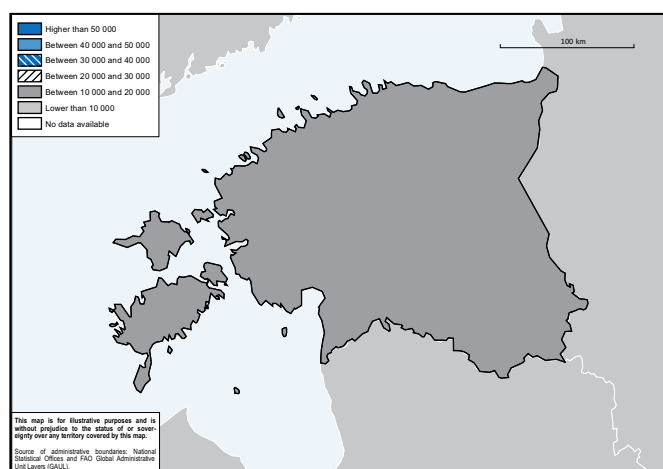 Higher than 50 000
Between 40 000 and 50 000
Between 30 000 and 40 000
Between 20 000 and 30 000
Between 10 000 and 20 000
Lower than 10 000
No data available
100 km
This map is for illustrative purposes and is
without prejudice to the status of or sover-
eignty over any territory covered by this map.
Source of administrative boundaries: National
Statistical Offices and FAO Global Administrative
Unit Layers (GAUL).